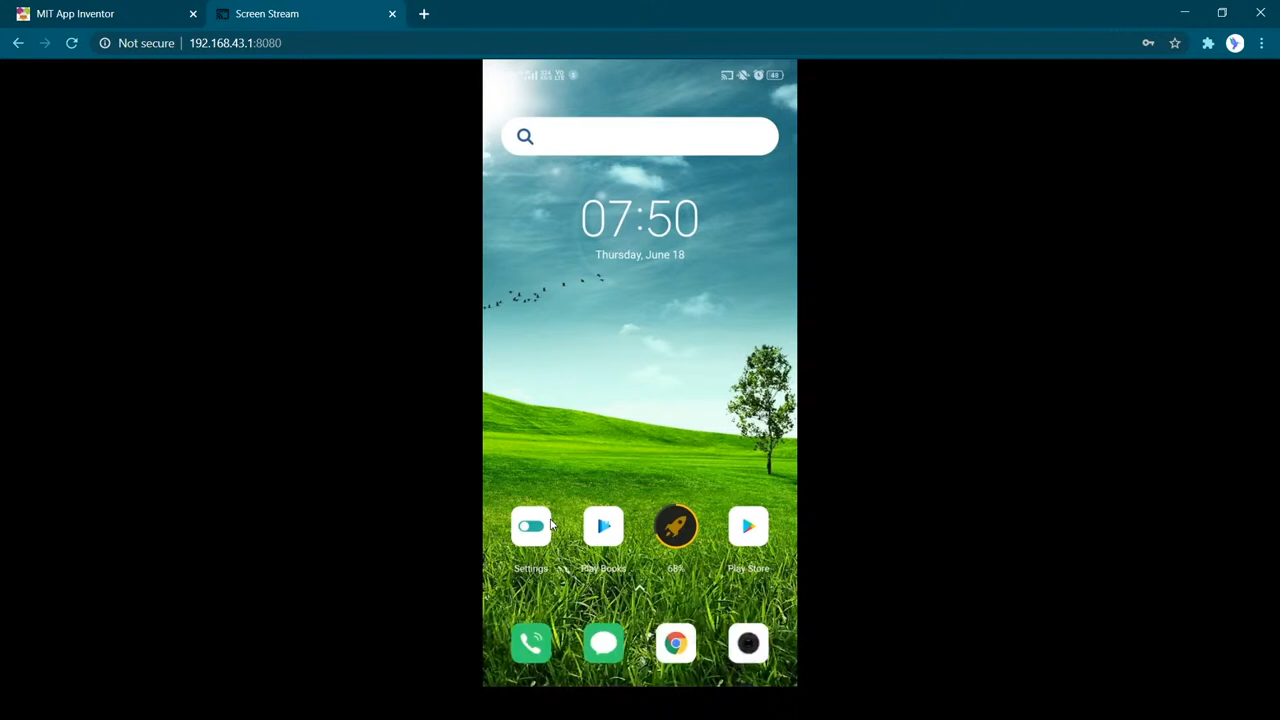 MIT App Inventor
Screen Stream
Not secure
192.168.43.1:8080
48
07:50
Thursday, June 18
Settings
Play Books
68%
Play Store